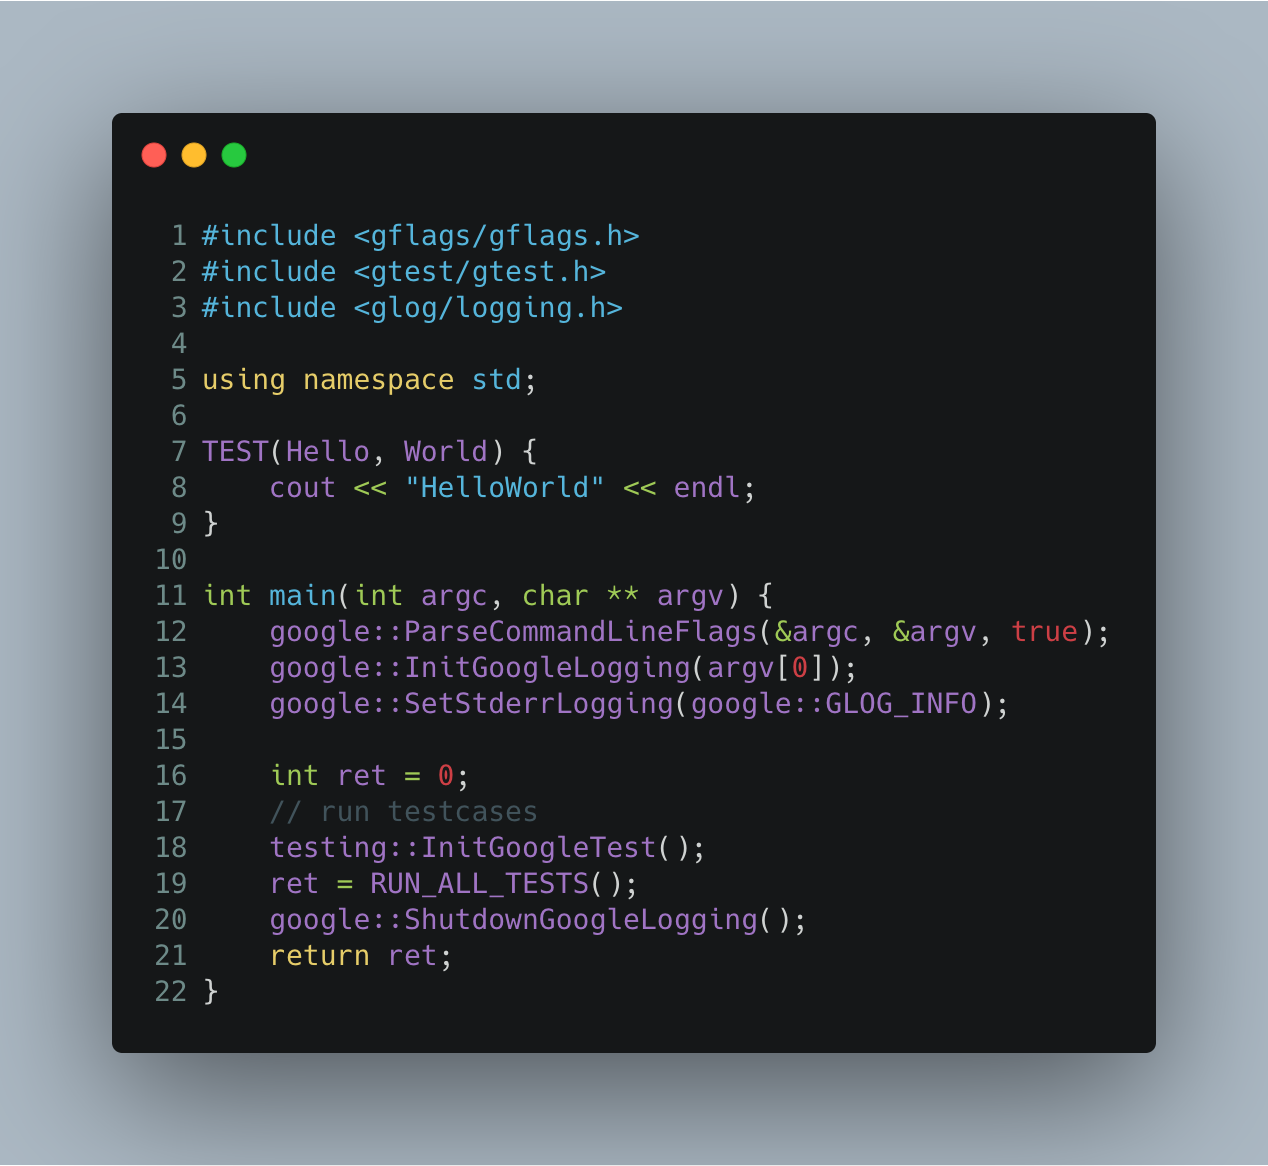 1 #include <gflags/gflags.h>
2 #include <gtest/gtest.h>
3 #include <glog/logging.h>
4
5 using namespace std;
6
7 TEST(Hello, World) {
8     cout << "HelloWorld" << endl;
9 }
10
11 int main(int argc, char ** argv) {
12     google::ParseCommandLineFlags(&argc, &argv, true);
13     google::InitGoogleLogging(argv[0]);
14     google::SetStderrLogging(google::GLOG_INFO);
15
16     int ret = 0;
17     // run testcases
18     testing::InitGoogleTest();
19     ret = RUN_ALL_TESTS();
20     google::ShutdownGoogleLogging();
21     return ret;
22 }